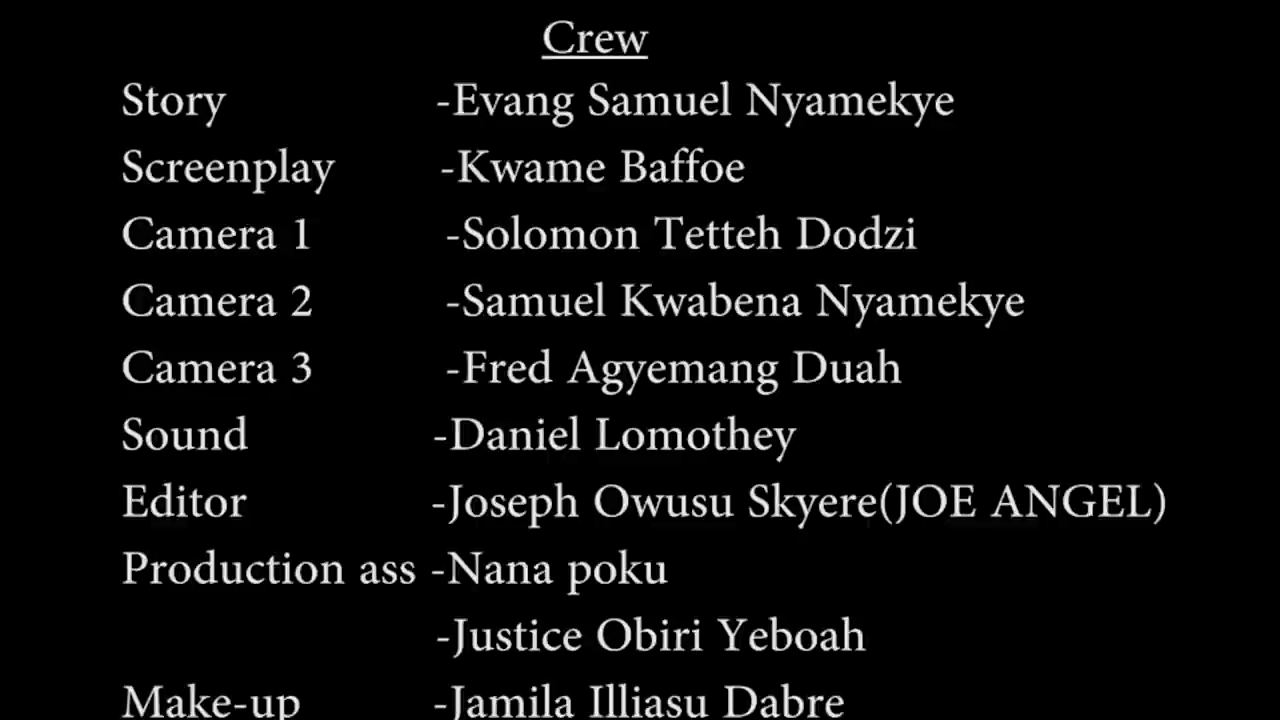 Crew
Story -Evang Samuel Nyamekye
Screenplay -Kwame Baffoe
Camera 1 -Solomon Tetteh Dodzi
Camera 2 -Samuel Kwabena Nyamekye
Camera 3 -Fred Agyemang Duah
Sound -Daniel Lomothey
Editor -Joseph Owusu Skyere(JOE ANGEL)
Production ass -Nana poku
-Justice Obiri Yeboah
Make-up -Jamila Illiasu Dabre